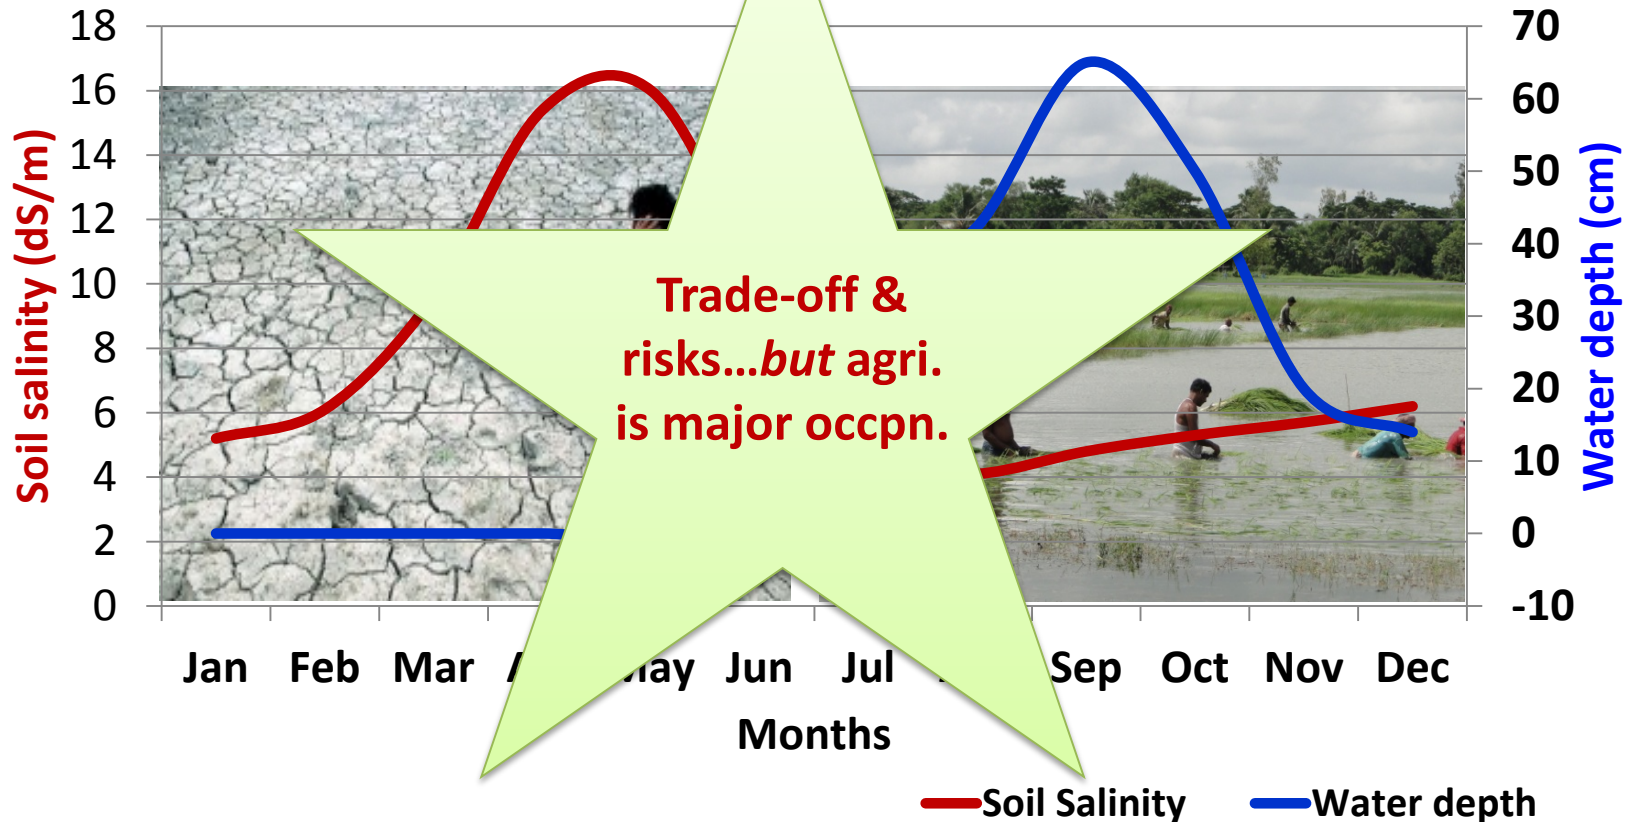 18
16
14
12
10
8
6
4
2
0
Soil salinity (dS/m)
70
60
50
40
30
20
10
0
-10
Water depth (cm)
Trade-off &
risks...but agri.
is major occpn.
Jan Feb Mar May Jun Jul Sep Oct Nov Dec
Months
Soil Salinity Water depth